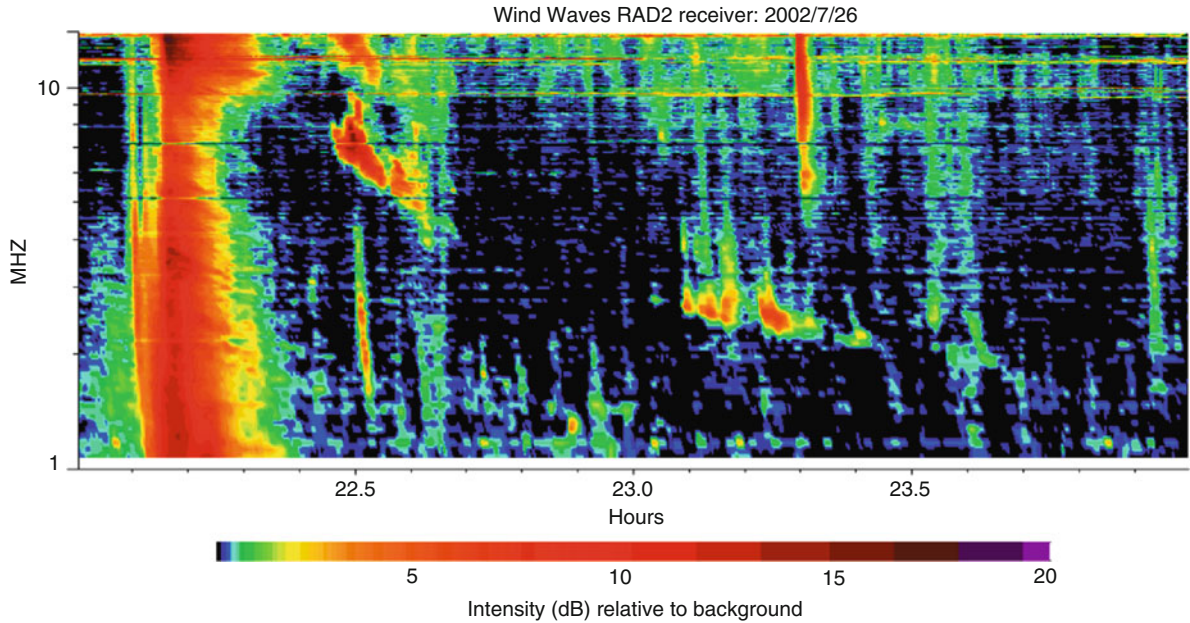 Wind Waves RAD2 receiver: 2002/7/26
10
MHZ
1
22.5 23.0 23.5
Hours
5 10 15 20
Intensity (dB) relative to background